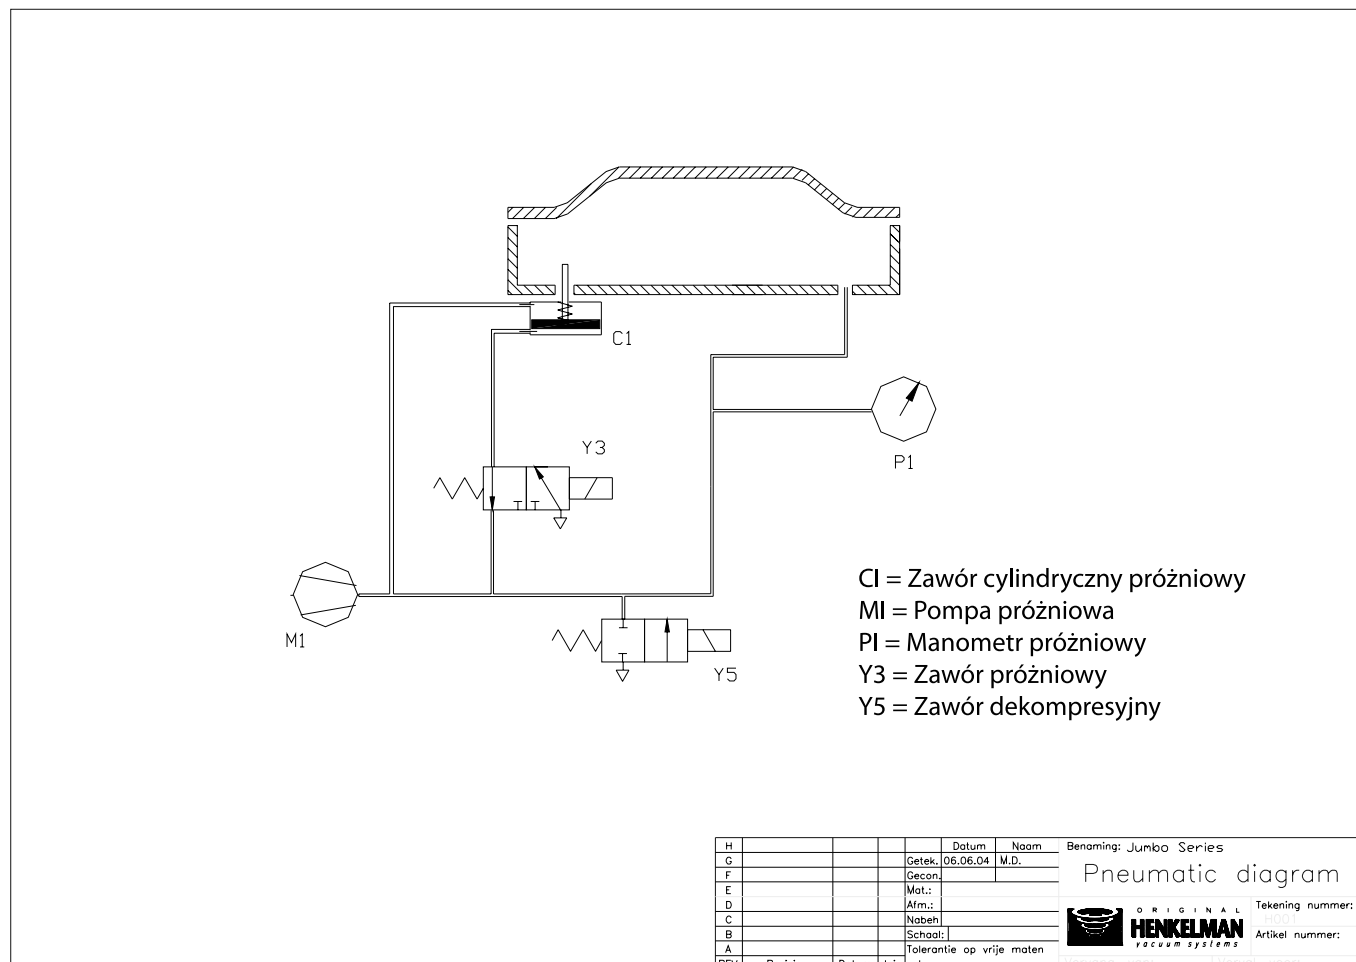 C1
Y3
P1
M1
Y5
CI = Zawór cylindryczny próżniowy
MI = Pompa próżniowa
PI = Manometr próżniowy
Y3 = Zawór próżniowy
Y5 = Zawór dekompresyjny
H Datum Naam
G Getek. 06.06.04 M.D.
F Gecon.
E Mat.:
D Afm.:
C Nabeh
B Schaal:
A Tolerantie op vrije maten
Benaming: Jumbo Series
Pneumatic diagram
ORIGINAL
HENKELMAN
vacuum systems
Tekening nummer:
H001
Artikel nummer: